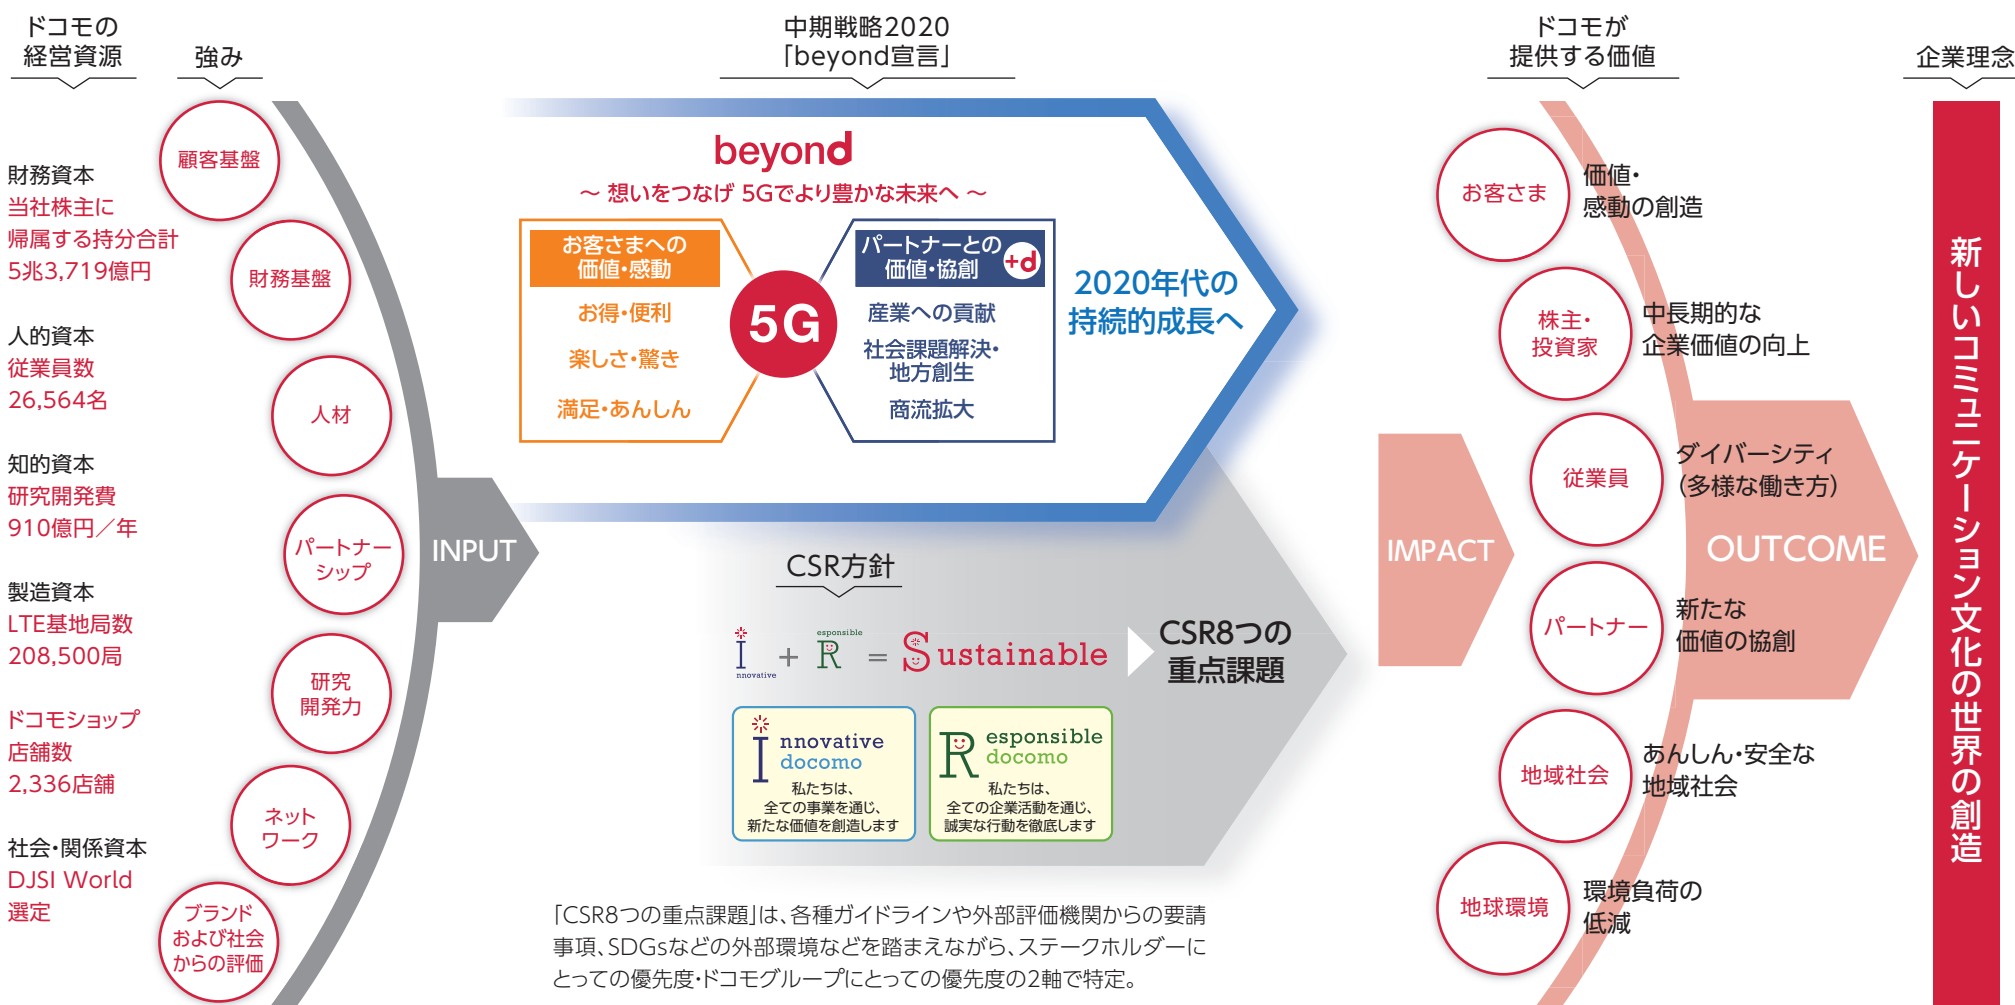 ドコモの
経営資源
強み
中期戦略2020
「beyond宣言」
ドコモが
提供する価値
企業理念
財務資本
当社株主に
帰属する持分合計
5兆3,719億円
人的資本
従業員数
26,564名
知的資本
研究開発費
910億円／年
製造資本
LTE基地局数
208,500局
ドコモショップ
店舗数
2,336店舗
社会・関係資本
DJSI World
選定
顧客基盤
財務基盤
人材
パートナー
シップ
研究
開発力
ネット
ワーク
ブランド
および社会
からの評価
INPUT
beyond
～ 想いをつなげ 5Gでより豊かな未来へ ～
お客さまへの
価値・感動
お得・便利
楽しさ・驚き
満足・あんしん
5G
パートナーとの
価値・協創
+d
産業への貢献
社会課題解決・
地方創生
商流拡大
2020年代の
持続的成長へ
CSR方針
Innovative + Responsible = Sustainable
CSR8つの
重点課題
Innovative
docomo
私たちは、
全ての事業を通じ、
新たな価値を創造します
Responsible
docomo
私たちは、
全ての企業活動を通じ、
誠実な行動を徹底します
「CSR8つの重点課題」は、各種ガイドラインや外部評価機関からの要請
事項、SDGsなどの外部環境などを踏まえながら、ステークホルダーに
とっての優先度・ドコモグループにとっての優先度の2軸で特定。
IMPACT
お客さま
価値・
感動の創造
株主・
投資家
中長期的な
企業価値の向上
従業員
ダイバーシティ
（多様な働き方）
パートナー
新たな
価値の協創
地域社会
あんしん・安全な
地域社会
地球環境
環境負荷の
低減
OUTCOME
新しいコミュニケーション文化の世界の創造